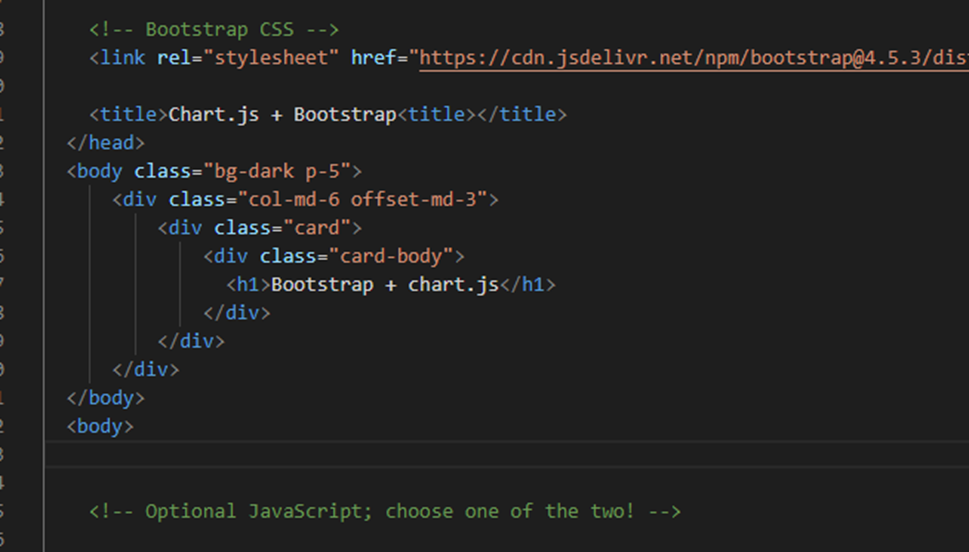 <!-- Bootstrap CSS -->
<link rel="stylesheet" href="https://cdn.jsdelivr.net/npm/bootstrap@4.5.3/dis
<title>Chart.js + Bootstrap<title></title>
</head>
<body class="bg-dark p-5">
<div class="col-md-6 offset-md-3">
<div class="card">
<div class="card-body">
<h1>Bootstrap + chart.js</h1>
</div>
</div>
</div>
</body>
<body>
<!-- Optional JavaScript; choose one of the two! -->